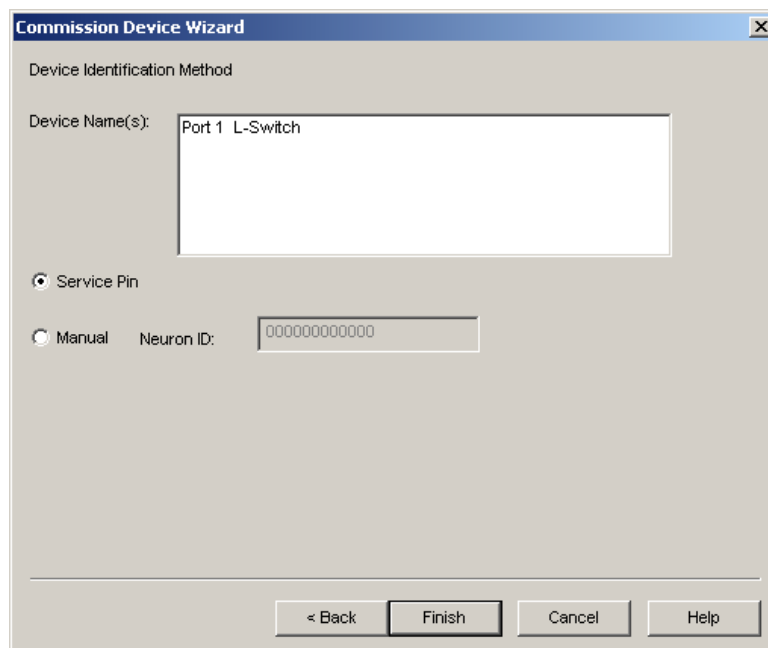 Commission Device Wizard
Device Identification Method
Device Name(s):
Port 1  L-Switch
Service Pin
Manual Neuron ID: 000000000000
< Back Finish Cancel Help